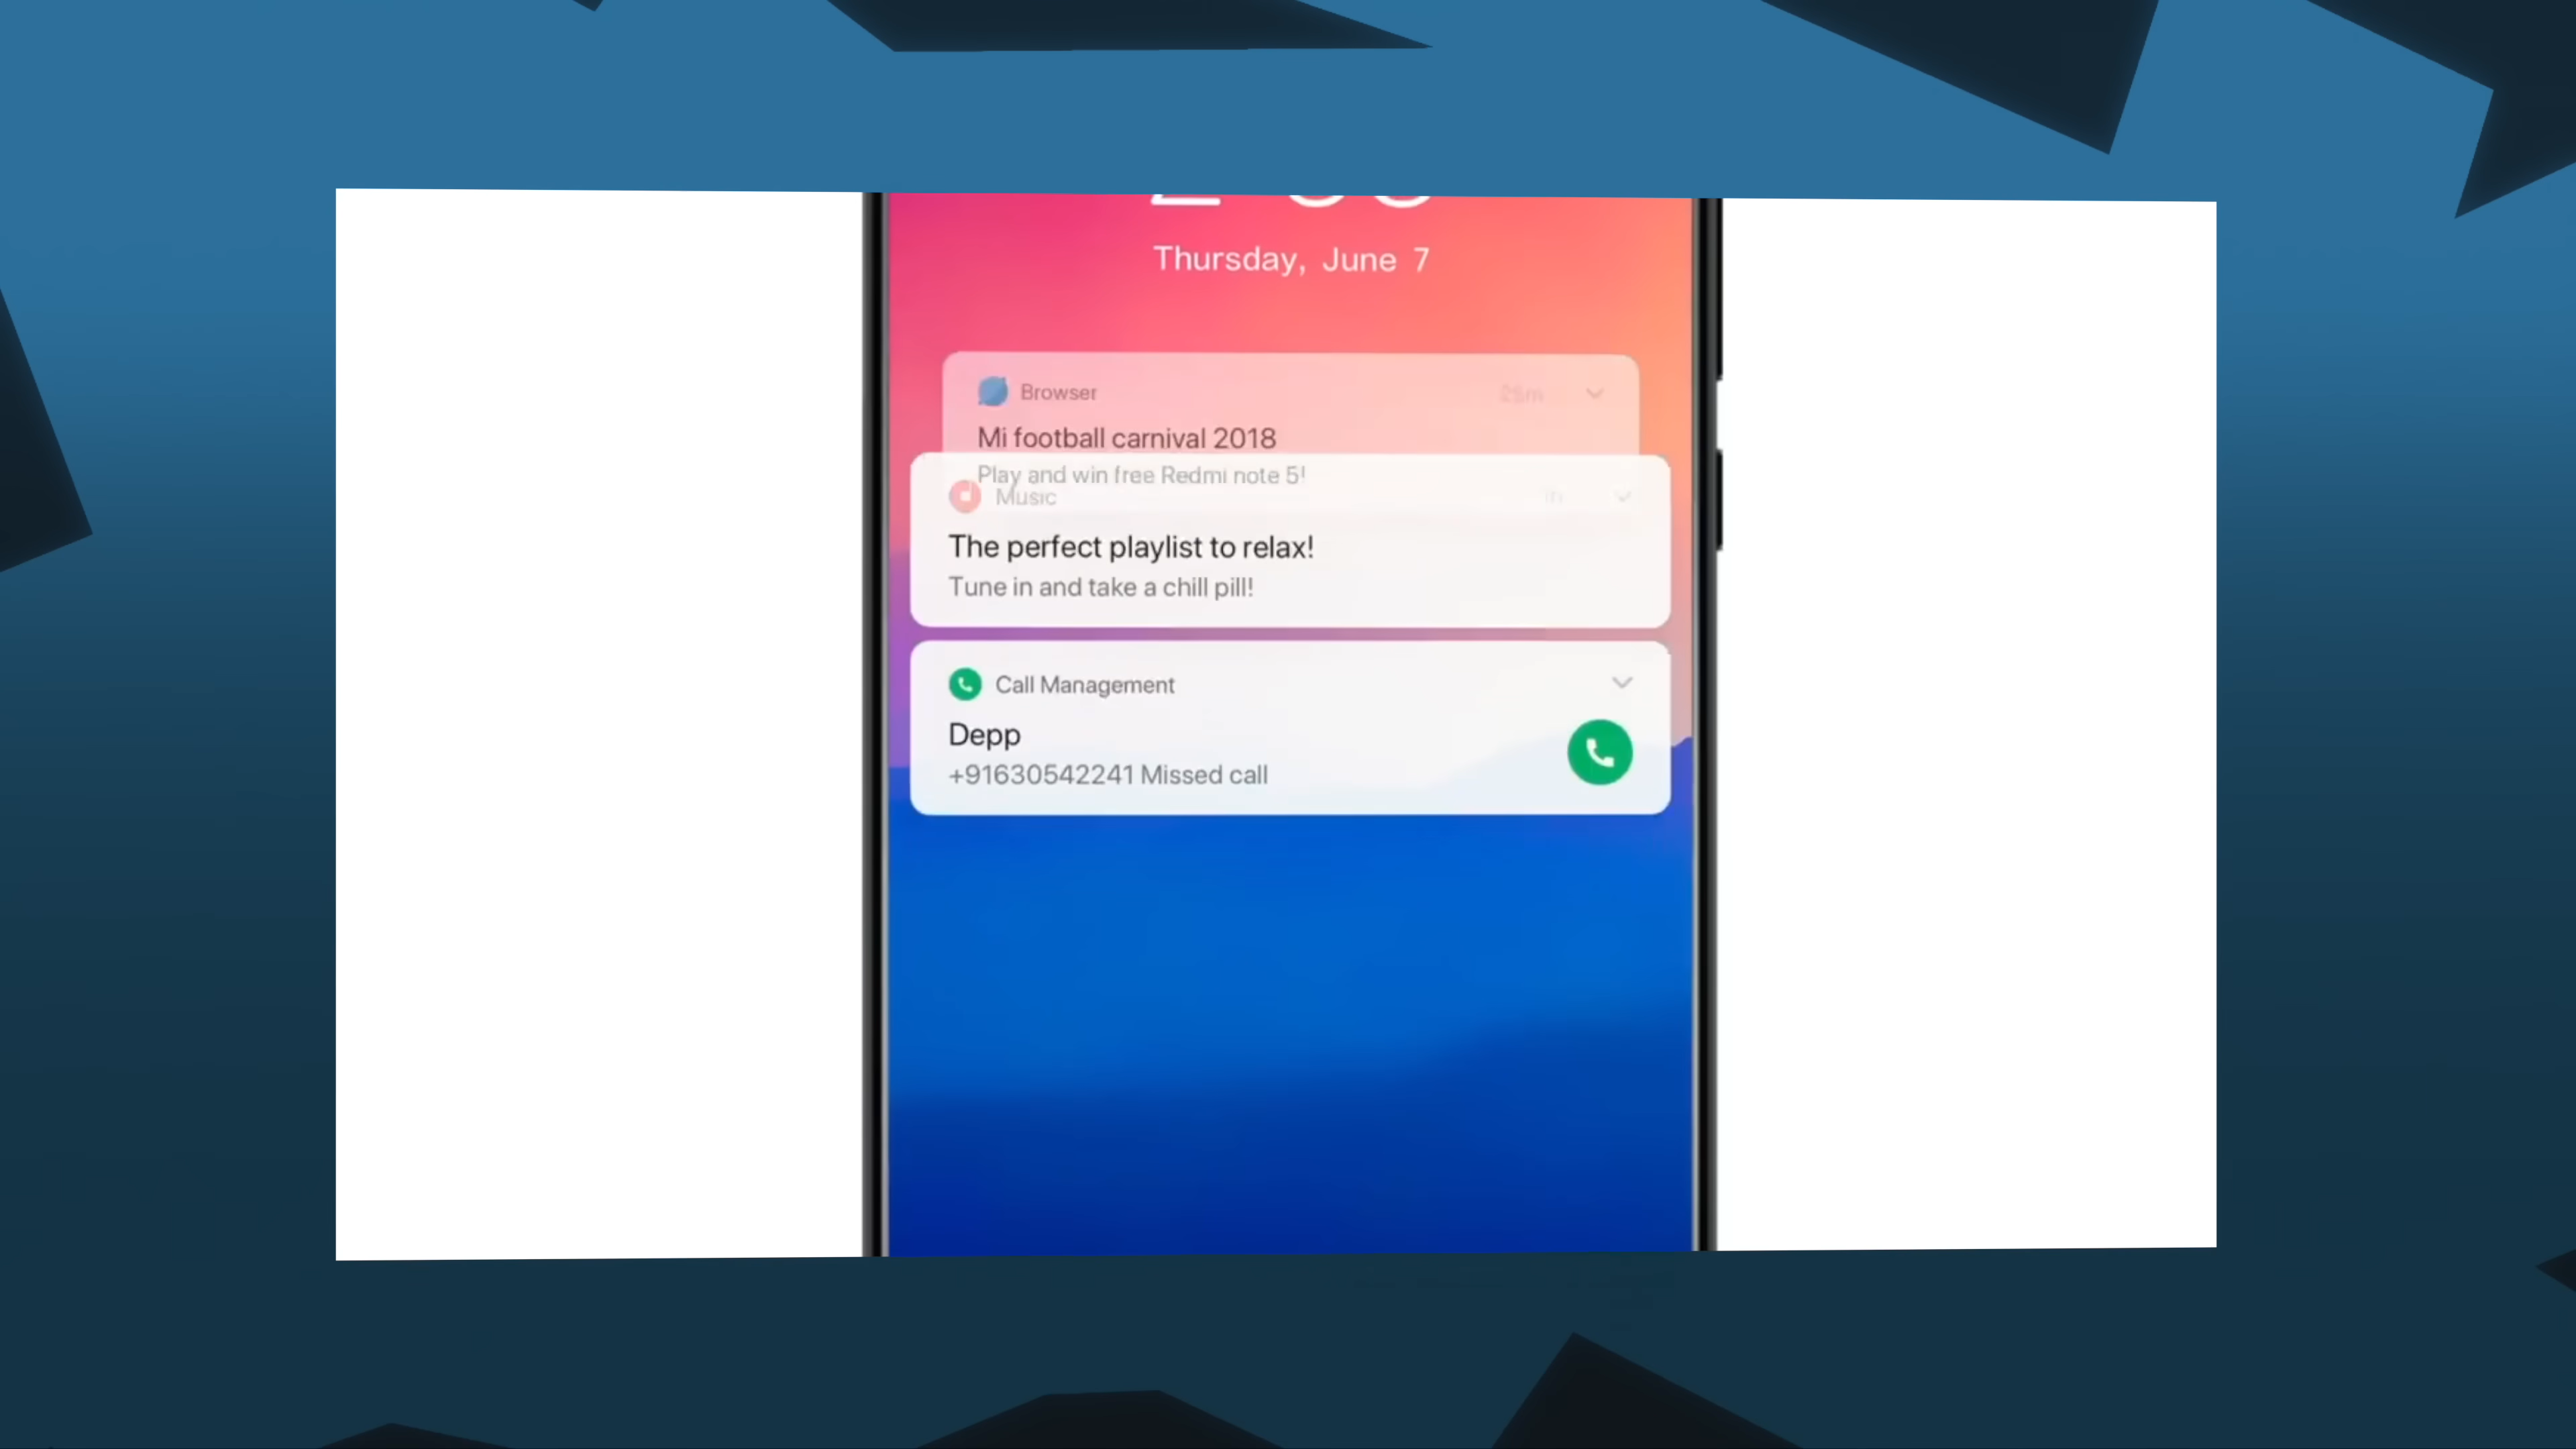 Thursday, June 7
Browser
Mi football carnival 2018
Play and win free Redmi note 5!
Music
The perfect playlist to relax!
Tune in and take a chill pill!
Call Management
Depp
+91630542241 Missed call